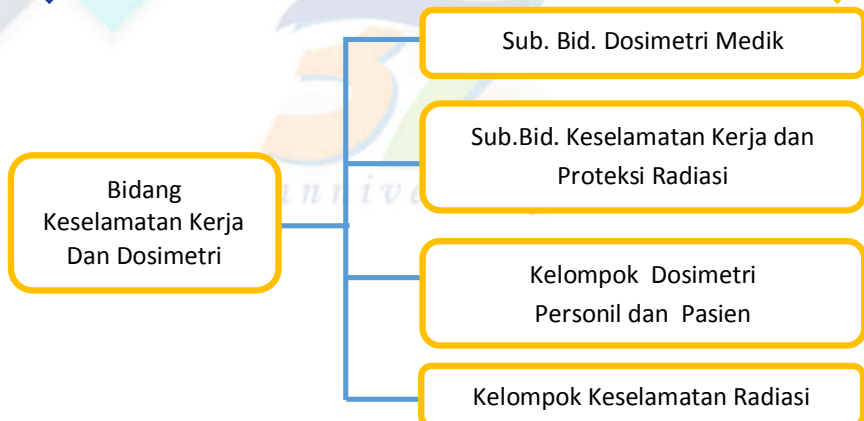 Sub. Bid. Dosimetri Medik
Sub.Bid. Keselamatan Kerja dan
Proteksi Radiasi
Bidang
Keselamatan Kerja
Dan Dosimetri
Kelompok Dosimetri
Personil dan Pasien
Kelompok Keselamatan Radiasi